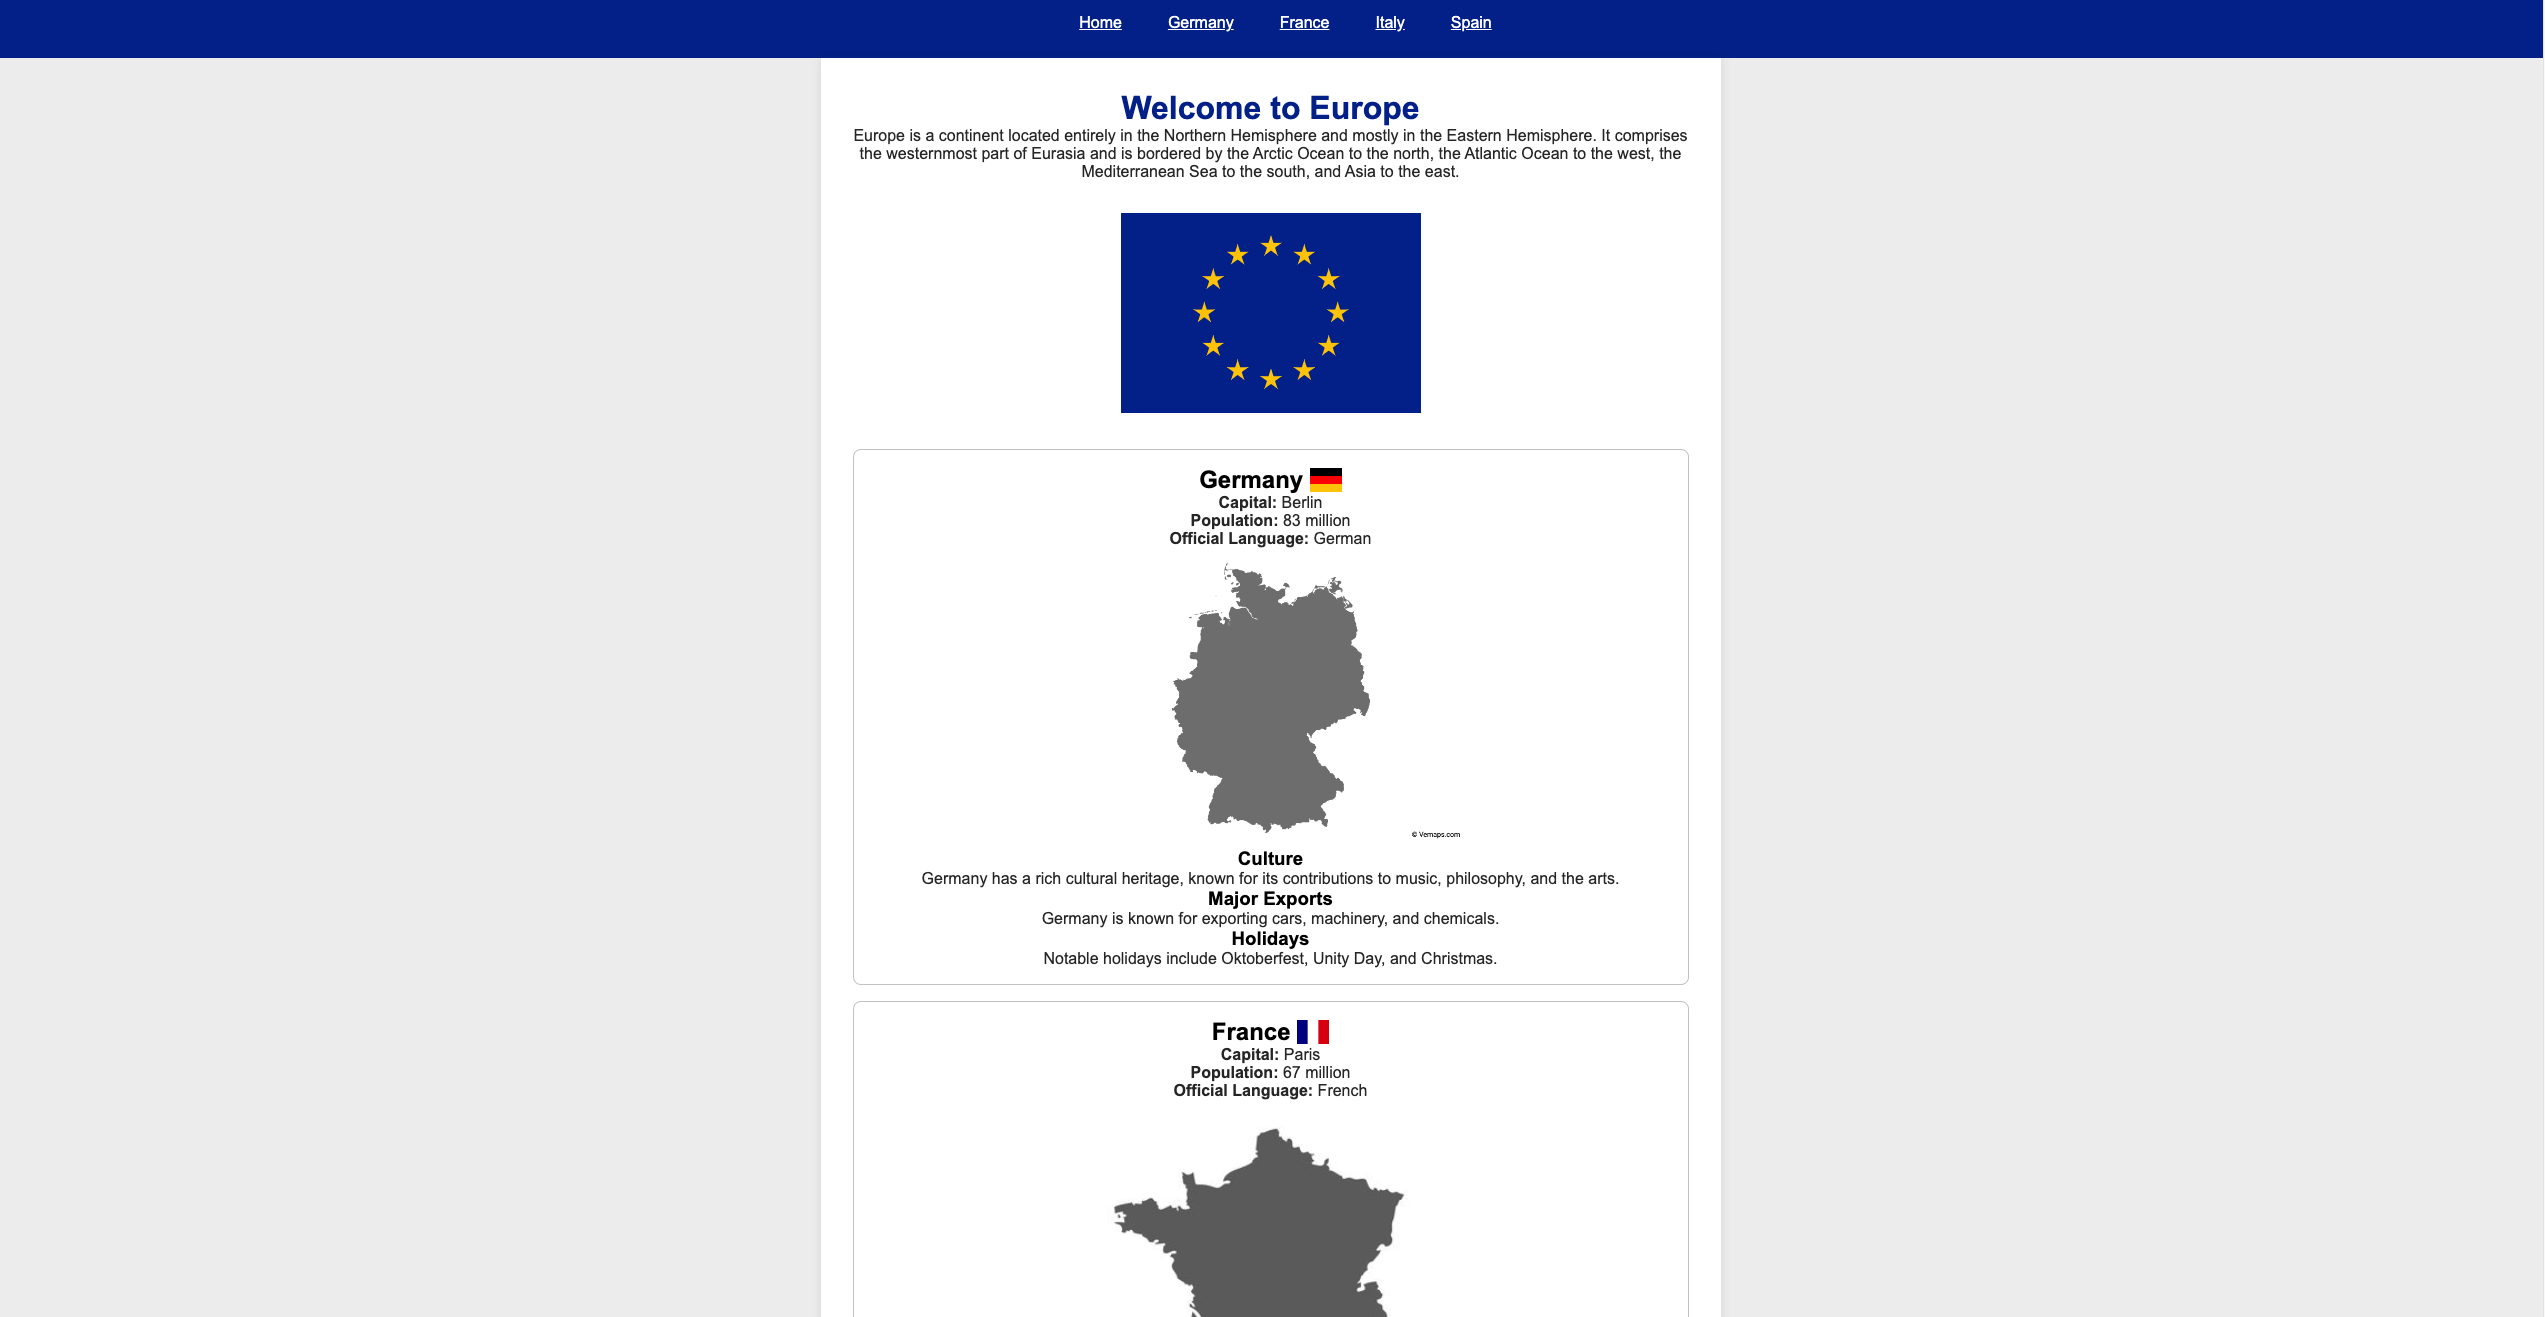 Home Germany France Italy Spain
Welcome to Europe
Europe is a continent located entirely in the Northern Hemisphere and mostly in the Eastern Hemisphere. It comprises
the westernmost part of Eurasia and is bordered by the Arctic Ocean to the north, the Atlantic Ocean to the west, the
Mediterranean Sea to the south, and Asia to the east.
Germany
Capital: Berlin
Population: 83 million
Official Language: German
© Vemaps.com
Culture
Germany has a rich cultural heritage, known for its contributions to music, philosophy, and the arts.
Major Exports
Germany is known for exporting cars, machinery, and chemicals.
Holidays
Notable holidays include Oktoberfest, Unity Day, and Christmas.
France
Capital: Paris
Population: 67 million
Official Language: French